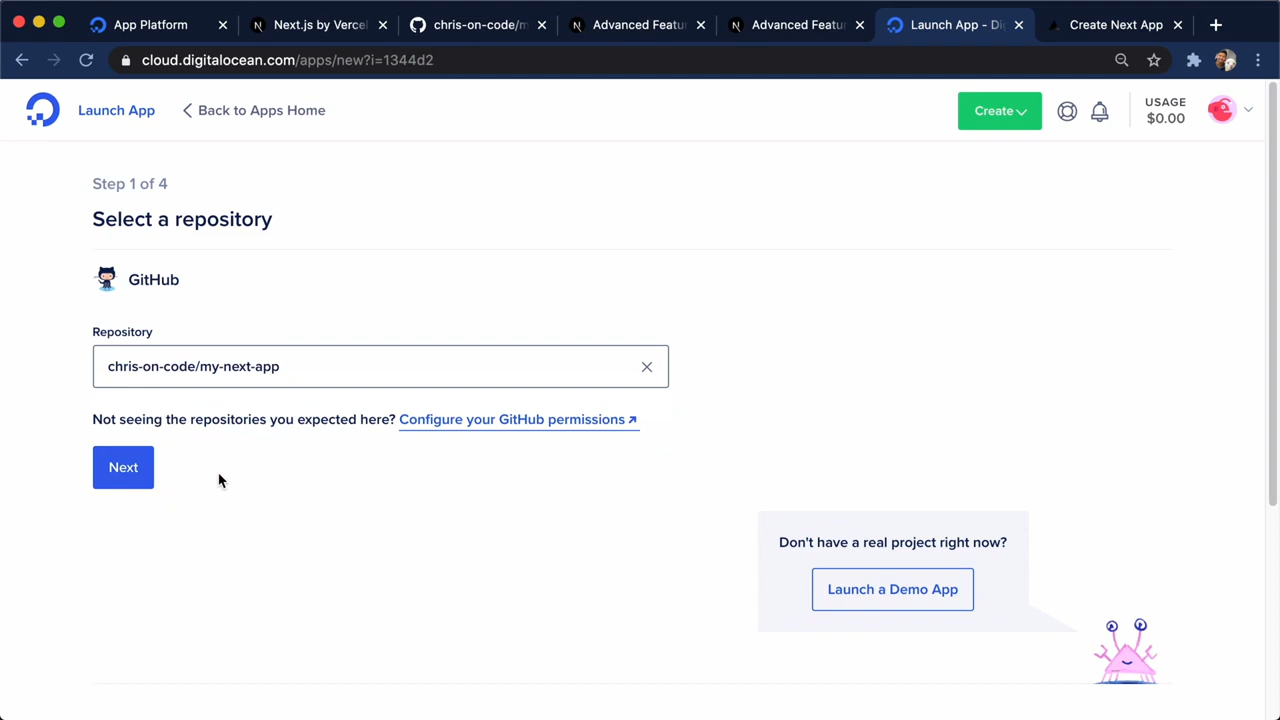 App Platform
Next.js by Vercel
chris-on-code/m
Advanced Featu
Advanced Featu
Launch App - Di
Create Next App
cloud.digitalocean.com/apps/new?i=1344d2
Launch App
Back to Apps Home
Create
USAGE
$0.00
Step 1 of 4
Select a repository
GitHub
Repository
chris-on-code/my-next-app
Not seeing the repositories you expected here? Configure your GitHub permissions
Next
Don't have a real project right now?
Launch a Demo App